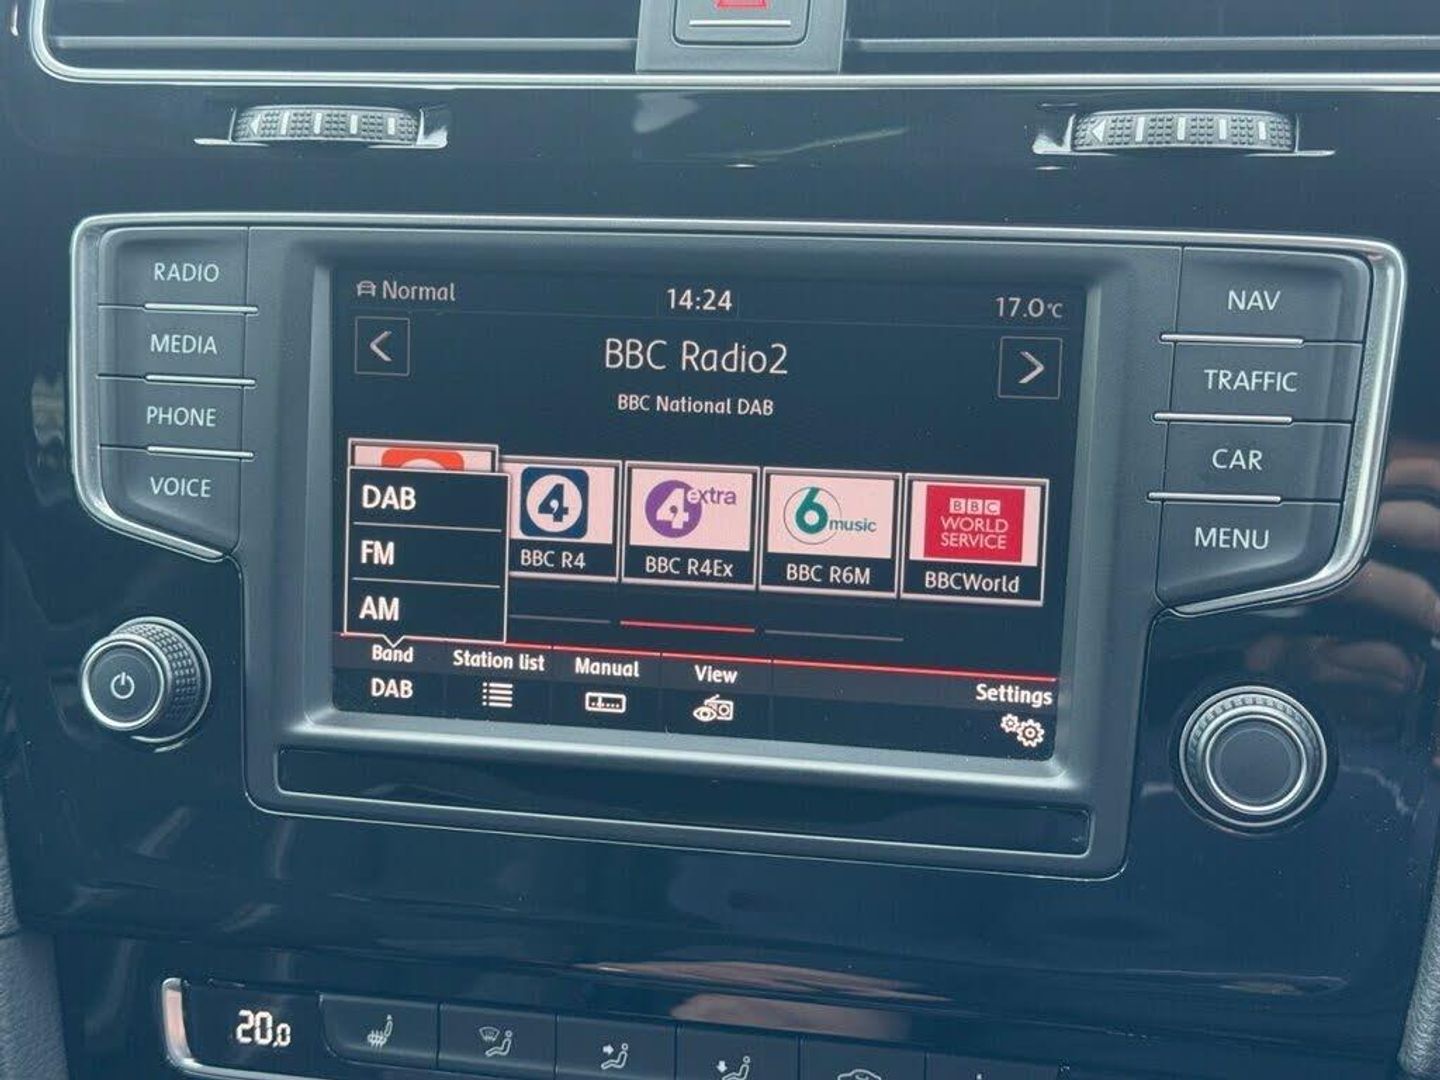 RADIO
MEDIA
PHONE
VOICE
Normal
14:24
17.0°C
BBC Radio2
BBC National DAB
DAB
FM
AM
4
BBC R4
4 extra
BBC R4Ex
6 music
BBC R6M
BBC
WORLD
SERVICE
BBCWorld
Band
DAB
Station list
Manual
View
Settings
NAV
TRAFFIC
CAR
MENU
20.0